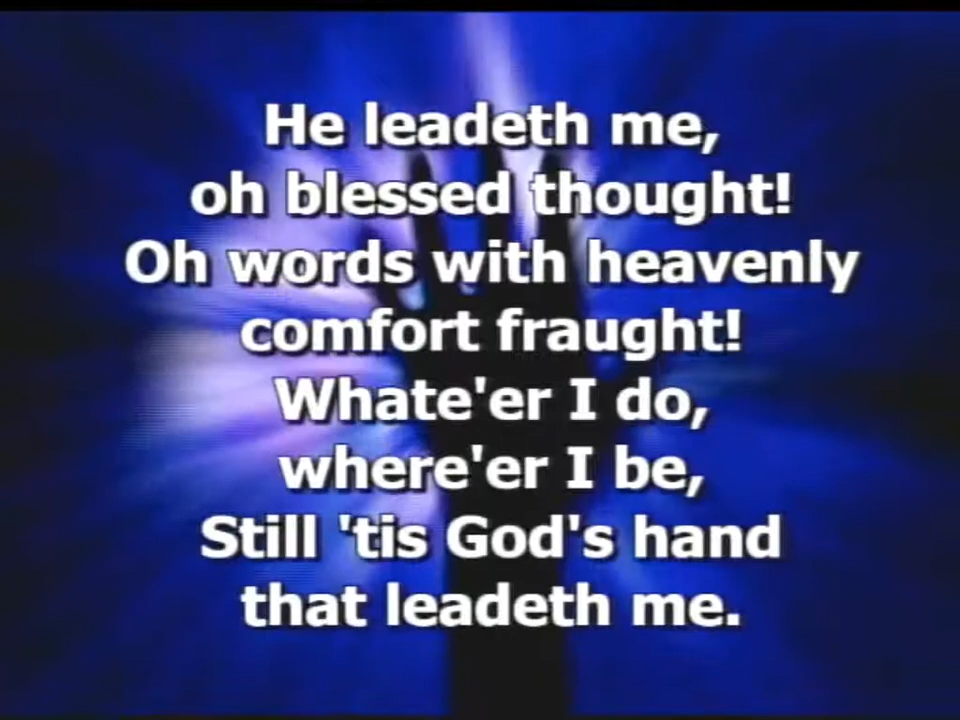 He leadeth me,
oh blessed thought!
Oh words with heavenly
comfort fraught!
Whate'er I do,
where'er I be,
Still 'tis God's hand
that leadeth me.